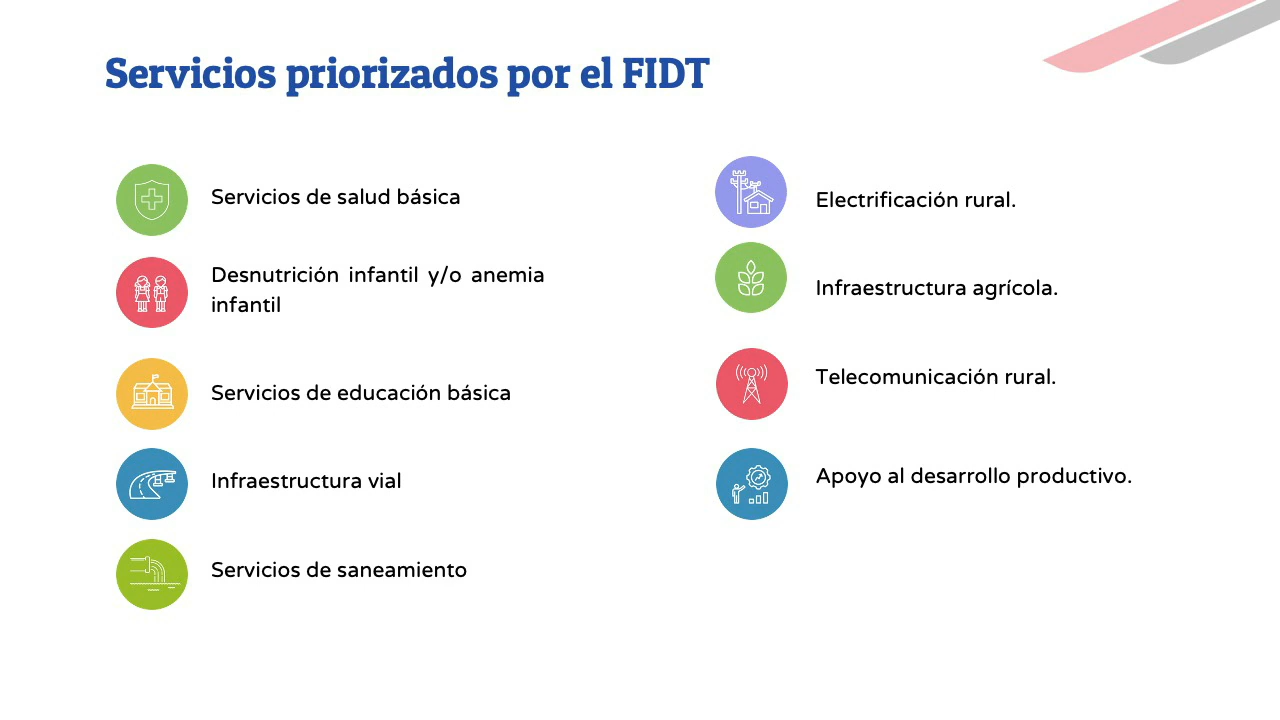 Servicios priorizados por el FIDT
Servicios de salud básica
Desnutrición infantil y/o anemia
infantil
Servicios de educación básica
Infraestructura vial
Servicios de saneamiento
Electrificación rural.
Infraestructura agrícola.
Telecomunicación rural.
Apoyo al desarrollo productivo.